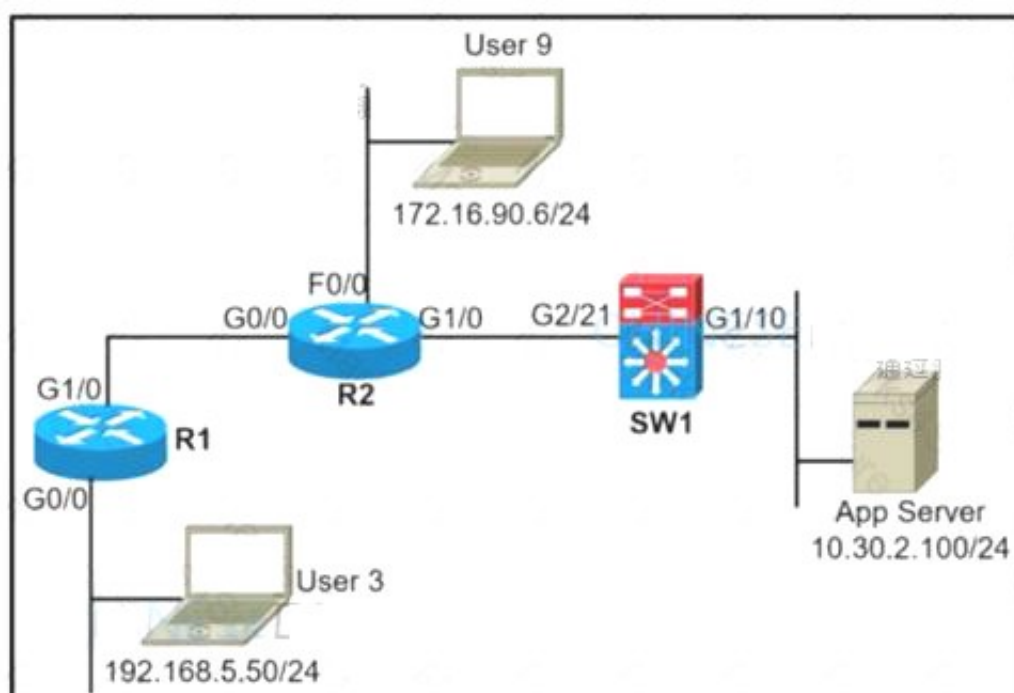 User 9
172.16.90.6/24
F0/0
G0/0
G1/0
G2/21
G1/10
R2
SW1
G1/0
R1
G0/0
App Server
10.30.2.100/24
User 3
192.168.5.50/24